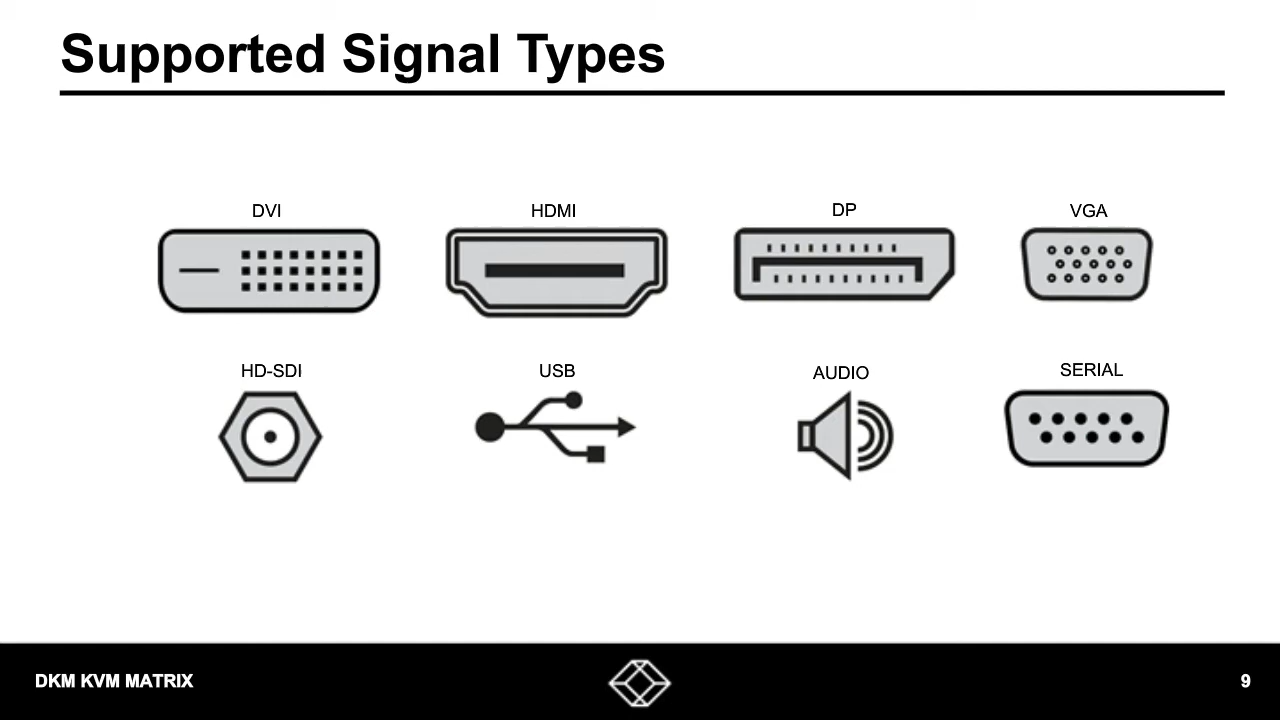 Supported Signal Types
DVI
HDMI
DP
VGA
HD-SDI
USB
AUDIO
SERIAL
DKM KVM MATRIX
9